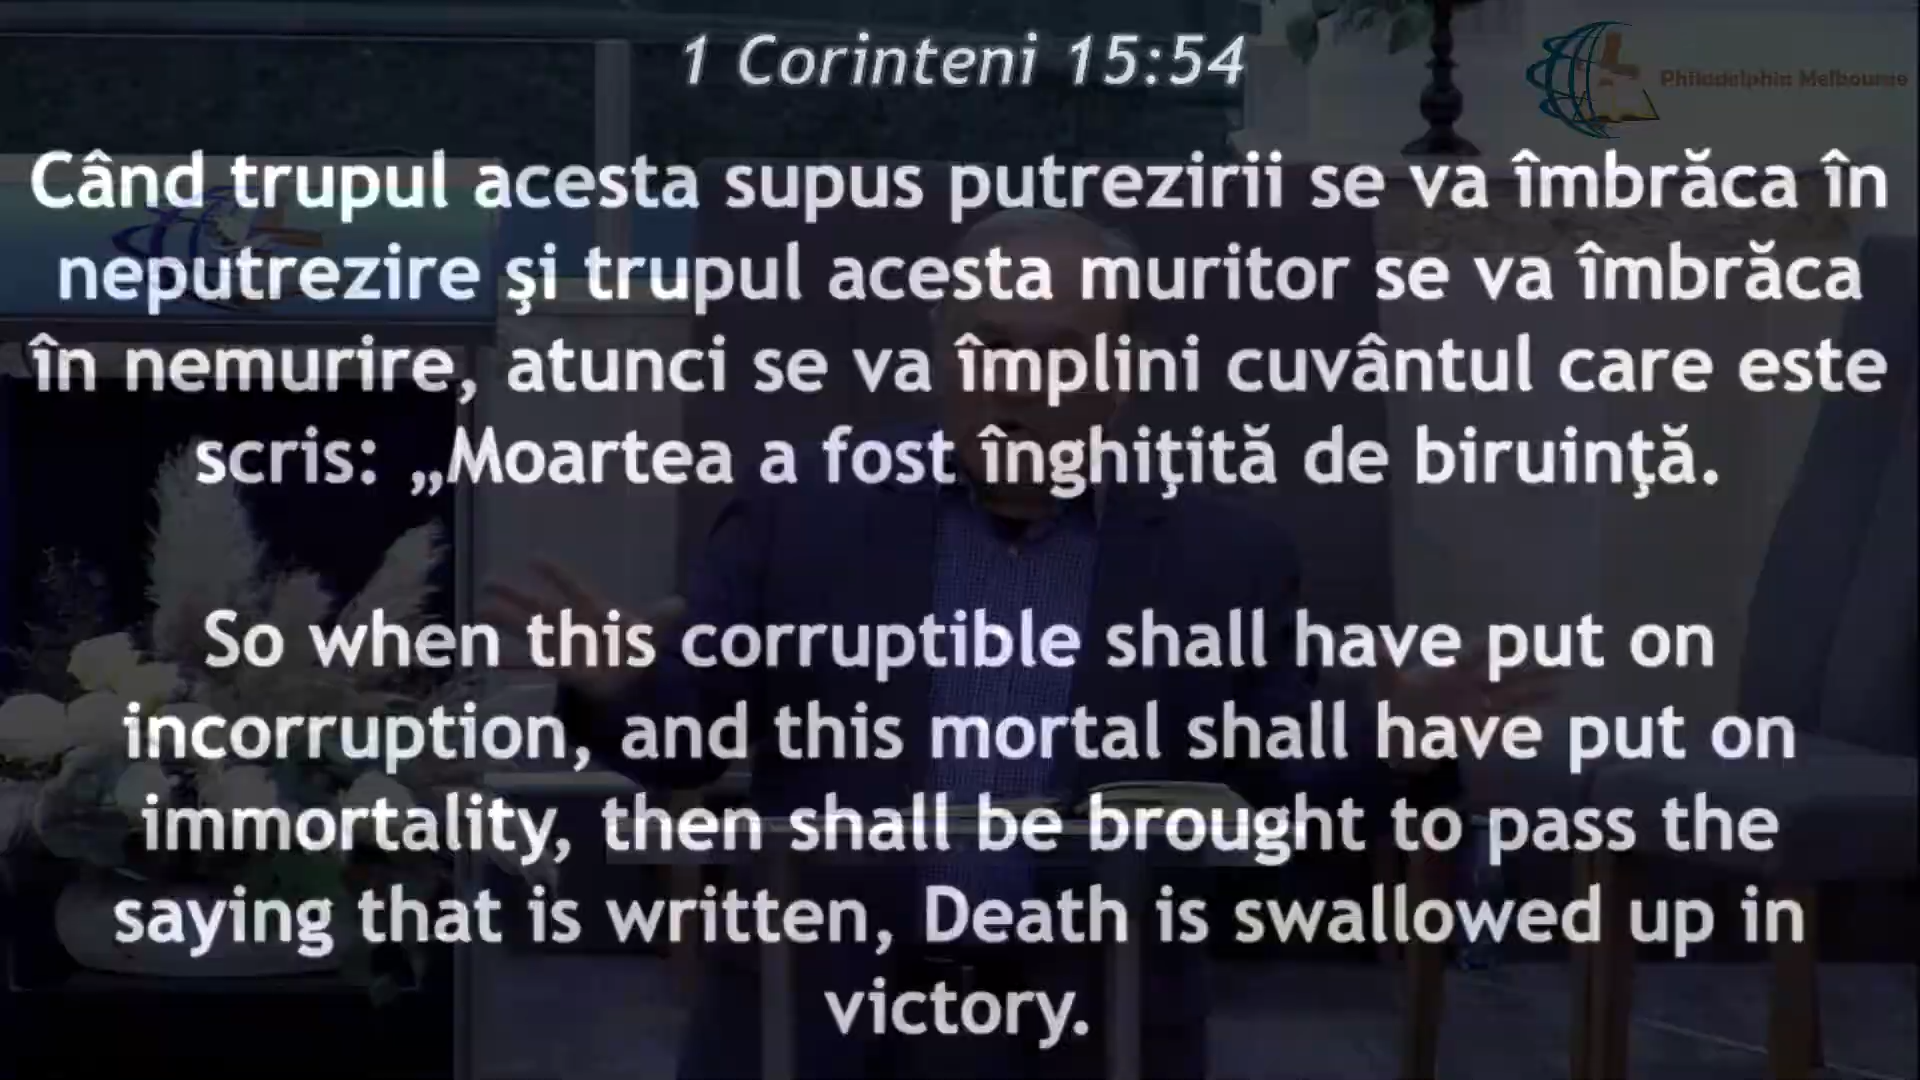 1 Corinteni 15:54
Philadelphia Melbourne
Când trupul acesta supus putrezirii se va îmbrăca în
neputrezire şi trupul acesta muritor se va îmbrăca
în nemurire, atunci se va împlini cuvântul care este
scris: „Moartea a fost înghiţită de biruinţă.
So when this corruptible shall have put on
incorruption, and this mortal shall have put on
immortality, then shall be brought to pass the
saying that is written, Death is swallowed up in
victory.